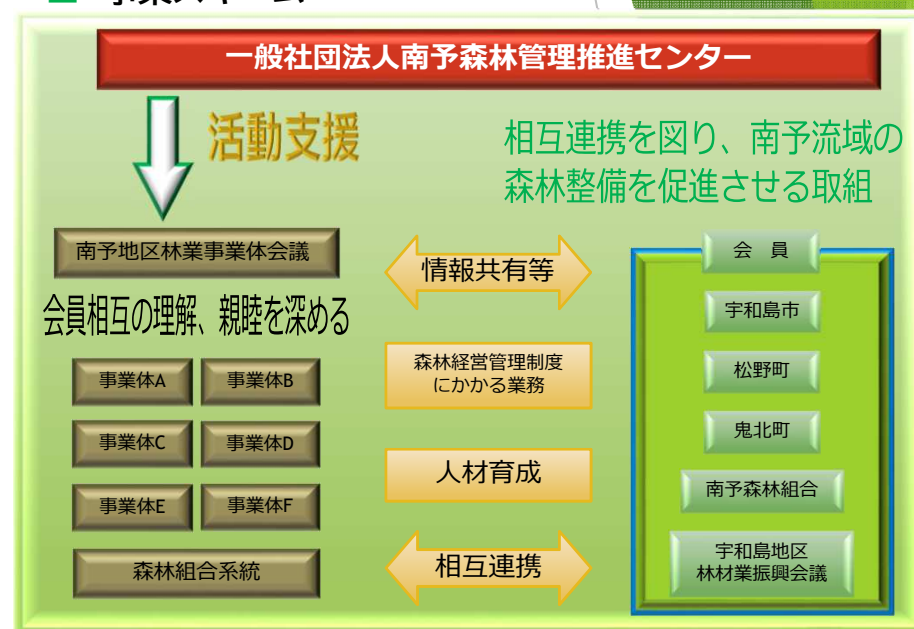 ■ 事業スキーム
一般社団法人南予森林管理推進センター
活動支援
相互連携を図り、南予流域の
森林整備を促進させる取組
南予地区林業事業体会議
会員相互の理解、親睦を深める
事業体A
事業体B
事業体C
事業体D
事業体E
事業体F
森林組合系統
情報共有等
森林経営管理制度
にかかる業務
人材育成
相互連携
会 員
宇和島市
松野町
鬼北町
南予森林組合
宇和島地区
林材業振興会議